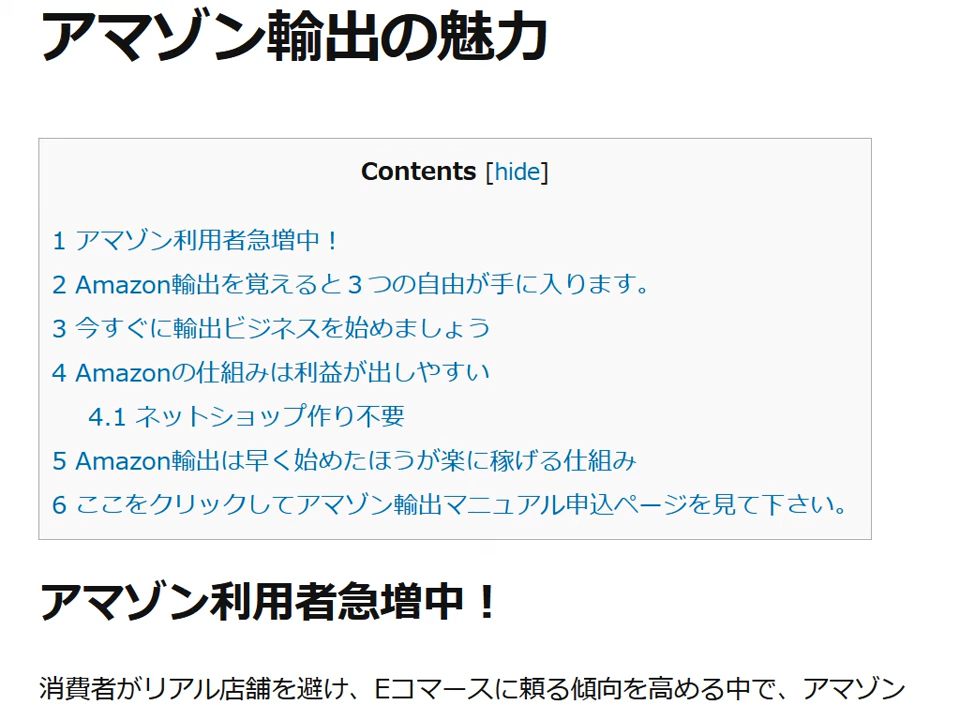 アマゾン輸出の魅力
Contents [hide]
1 アマゾン利用者急増中！
2 Amazon輸出を覚えると３つの自由が手に入ります。
3 今すぐに輸出ビジネスを始めましょう
4 Amazonの仕組みは利益が出しやすい
4.1 ネットショップ作り不要
5 Amazon輸出は早く始めたほうが楽に稼げる仕組み
6 ここをクリックしてアマゾン輸出マニュアル申込ページを見て下さい。
アマゾン利用者急増中！
消費者がリアル店舗を避け、Eコマースに頼る傾向を高める中で、アマゾン